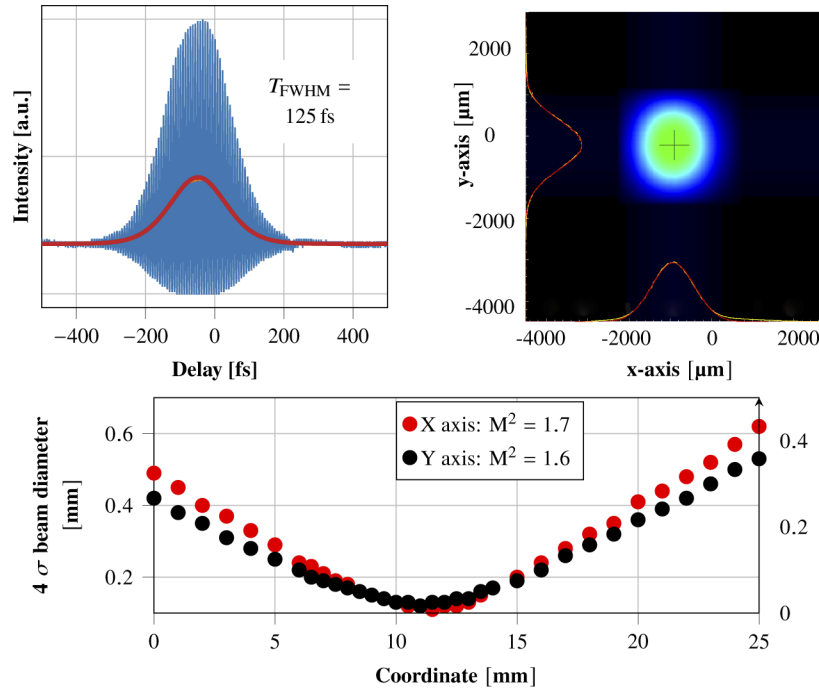 Intensity [a.u.]
T_FWHM =
125 fs
−400 −200 0 200 400
Delay [fs]
y-axis [µm]
2000
0
-2000
-4000
-4000 -2000 0 2000
x-axis [µm]
4 σ beam diameter
[mm]
0.6
0.4
0.2
X axis: M² = 1.7
Y axis: M² = 1.6
0.4
0.2
0
0 5 10 15 20 25
Coordinate [mm]